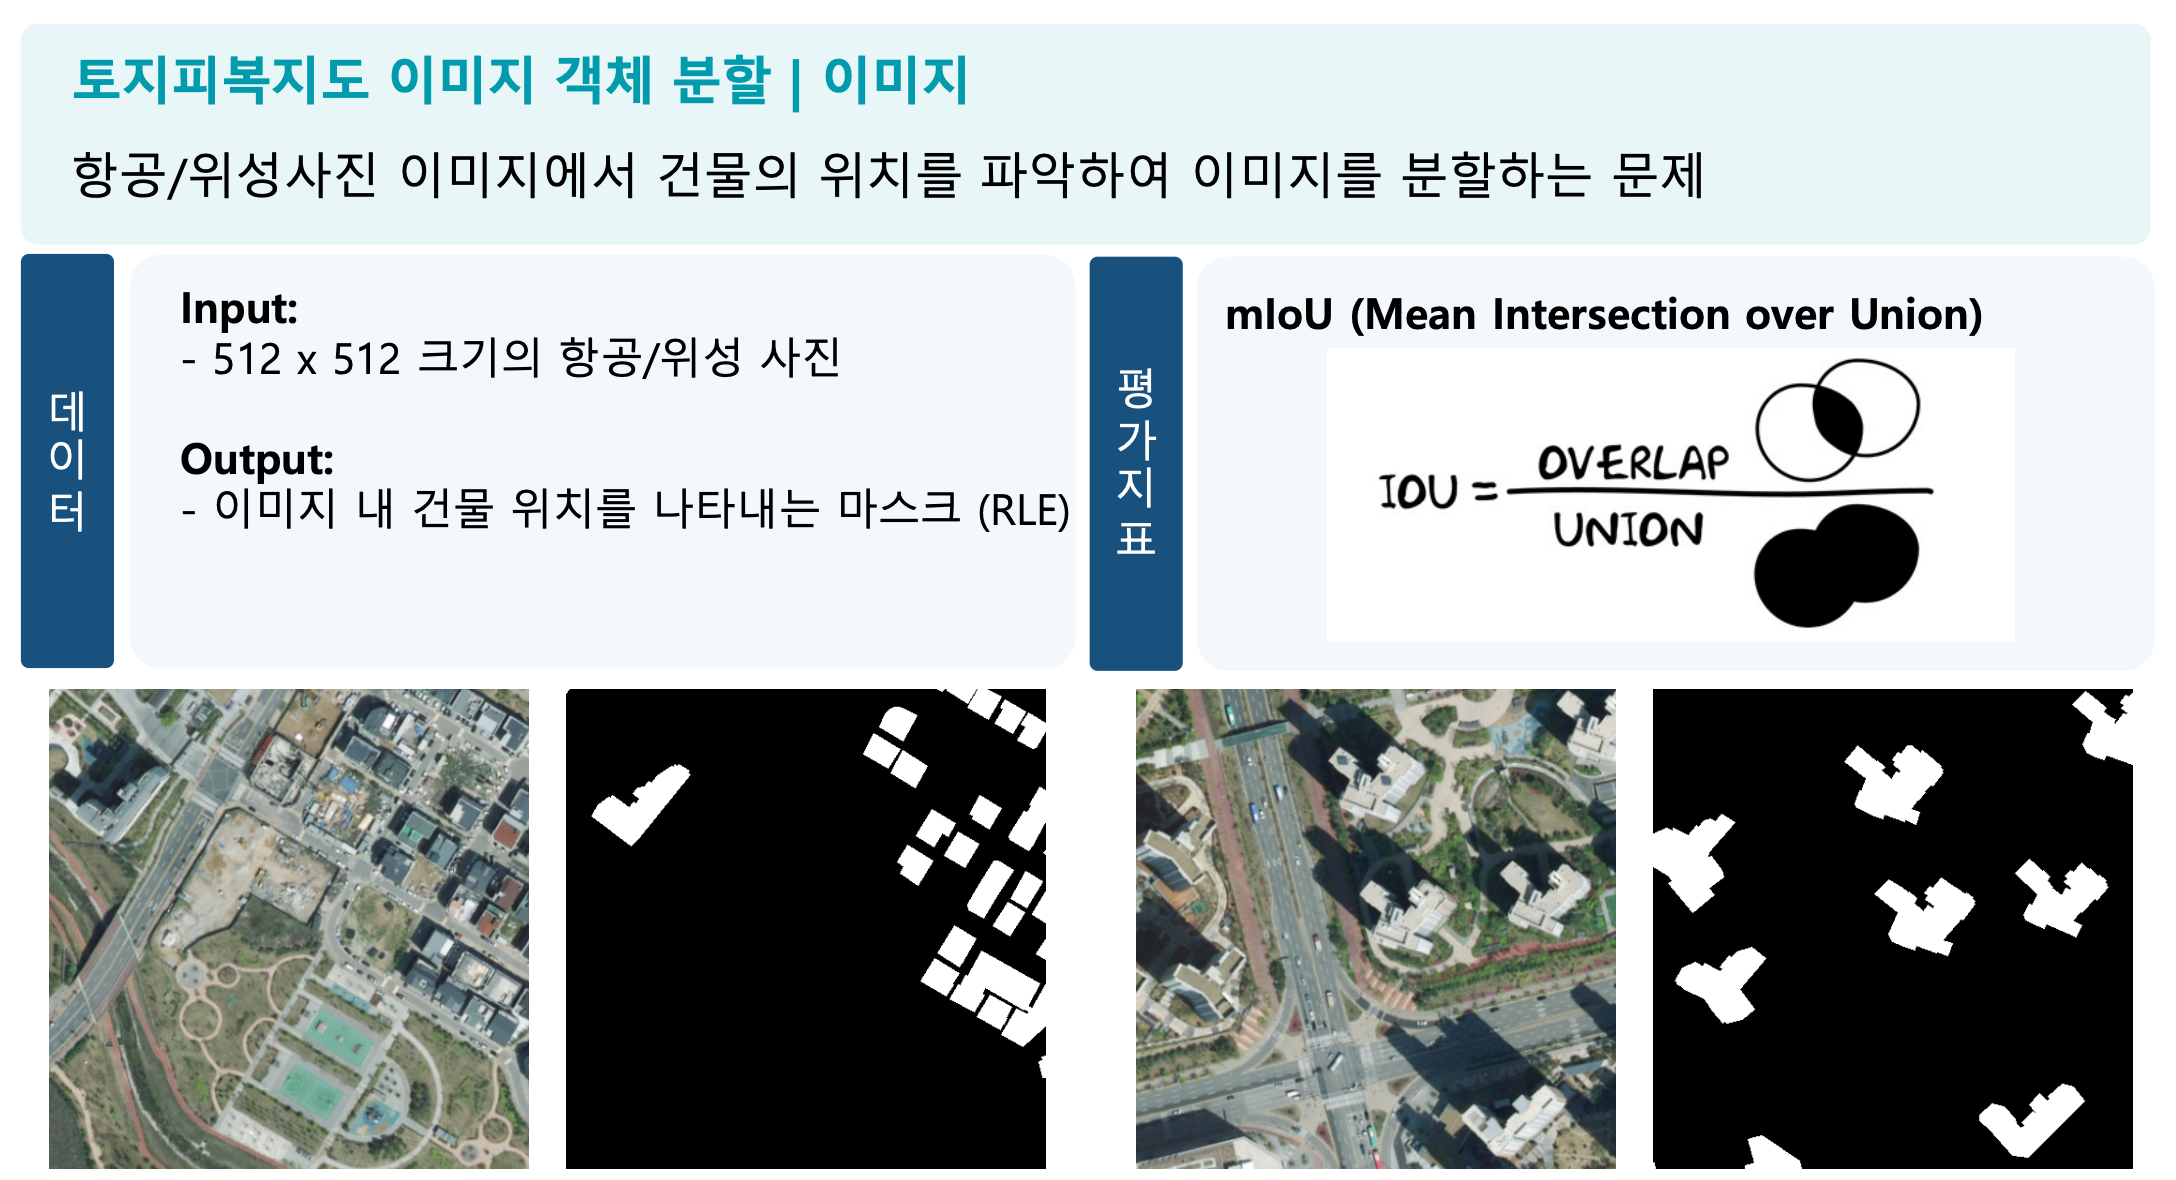 토지피복지도 이미지 객체 분할 | 이미지
항공/위성사진 이미지에서 건물의 위치를 파악하여 이미지를 분할하는 문제
데이터
Input:
- 512 x 512 크기의 항공/위성 사진
Output:
- 이미지 내 건물 위치를 나타내는 마스크 (RLE)
평가지표
mIoU (Mean Intersection over Union)
IOU = OVERLAP
UNION